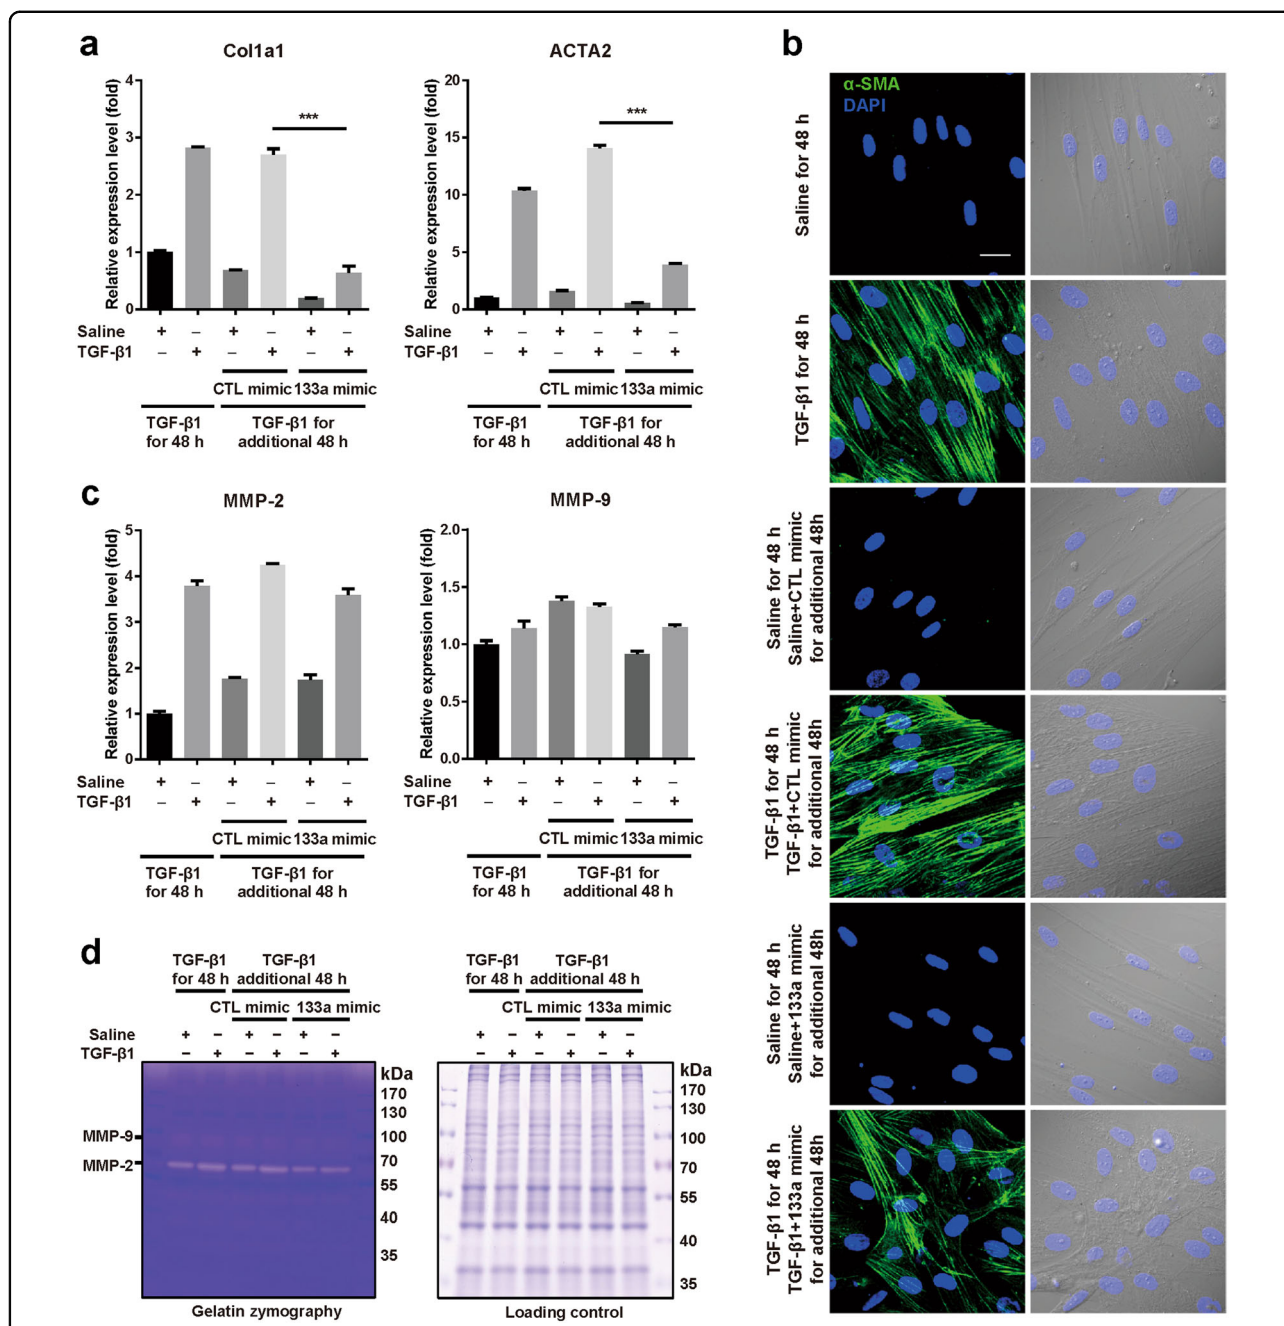 a
Col1a1
Relative expression level (fold)
4
3
2
1
0
***
Saline + – + – + –
TGF-β1 – + – + – +
CTL mimic 133a mimic
TGF-β1 for 48 h
TGF-β1 for additional 48 h
ACTA2
Relative expression level (fold)
20
15
10
5
0
***
Saline + – + – + –
TGF-β1 – + – + – +
CTL mimic 133a mimic
TGF-β1 for 48 h
TGF-β1 for additional 48 h
b
α-SMA
DAPI
Saline for 48 h
TGF-β1 for 48 h
Saline for 48 h
Saline+CTL mimic
for additional 48h
TGF-β1 for 48 h
TGF-β1+CTL mimic
for additional 48h
Saline for 48 h
Saline+133a mimic
for additional 48h
TGF-β1 for 48 h
TGF-β1+133a mimic
for additional 48h
c
MMP-2
Relative expression level (fold)
5
4
3
2
1
0
Saline + – + – + –
TGF-β1 – + – + – +
CTL mimic 133a mimic
TGF-β1 for 48 h
TGF-β1 for additional 48 h
MMP-9
Relative expression level (fold)
2.0
1.5
1.0
0.5
0.0
Saline + – + – + –
TGF-β1 – + – + – +
CTL mimic 133a mimic
TGF-β1 for 48 h
TGF-β1 for additional 48 h
d
TGF-β1 for 48 h
TGF-β1 additional 48 h
CTL mimic 133a mimic
Saline + – + – + –
TGF-β1 – + – + – +
kDa
170
130
100
70
55
40
35
MMP-9
MMP-2
Gelatin zymography
TGF-β1 for 48 h
TGF-β1 additional 48 h
CTL mimic 133a mimic
+ – + – + –
– + – + – +
kDa
170
130
100
70
55
40
35
Loading control